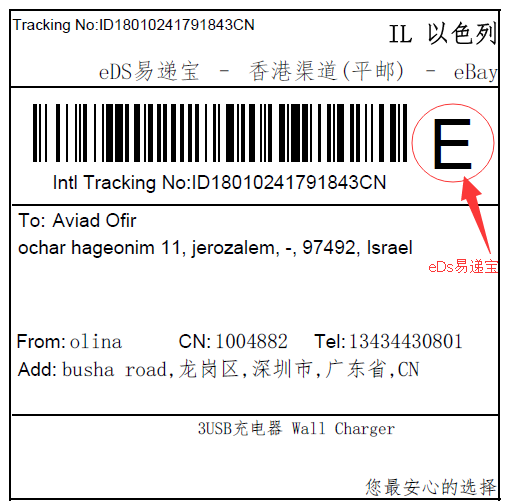 Tracking No:ID18010241791843CN
IL 以色列
eDS易递宝 - 香港渠道(平邮) - eBay
E
Intl Tracking No:ID18010241791843CN
eDs易递宝
To: Aviad Ofir
ochar hageonim 11, jerozalem, -, 97492, Israel
From: olina CN: 1004882 Tel: 13434430801
Add: busha road,龙岗区,深圳市,广东省,CN
3USB充电器 Wall Charger
您最安心的选择